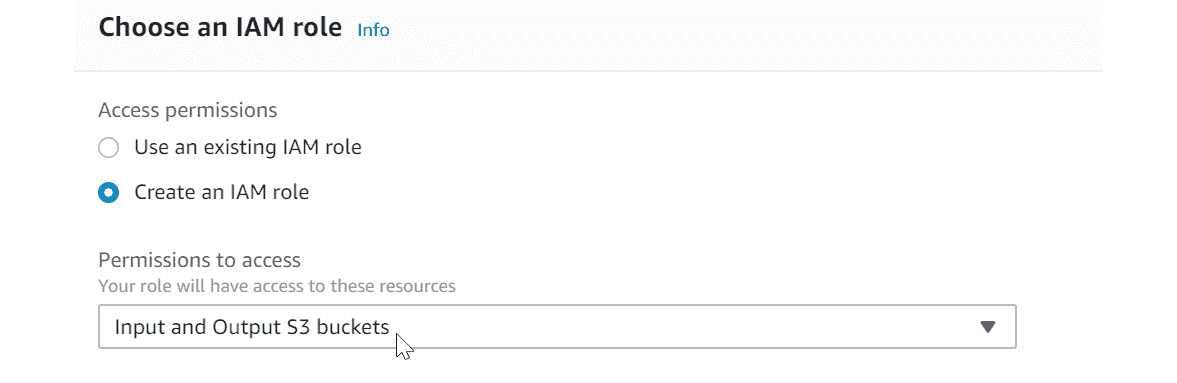 Choose an IAM role Info
Access permissions
Use an existing IAM role
Create an IAM role
Permissions to access
Your role will have access to these resources
Input and Output S3 buckets